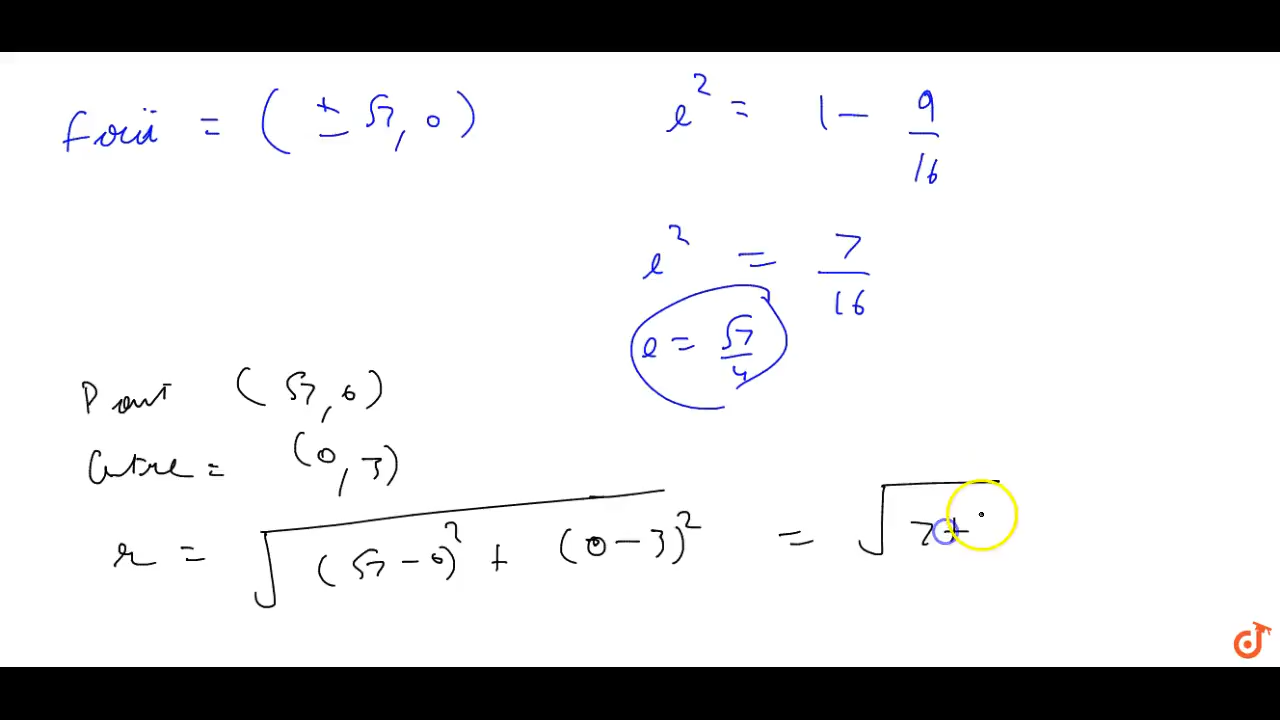 foci = (±√7, 0)
e² = 1 - 9/16
e² = 7/16
e = √7/4
Point (√7, 0)
Centre = (0, 3)
r = √((√7 - 0)² + (0 - 3)²) = √(7+